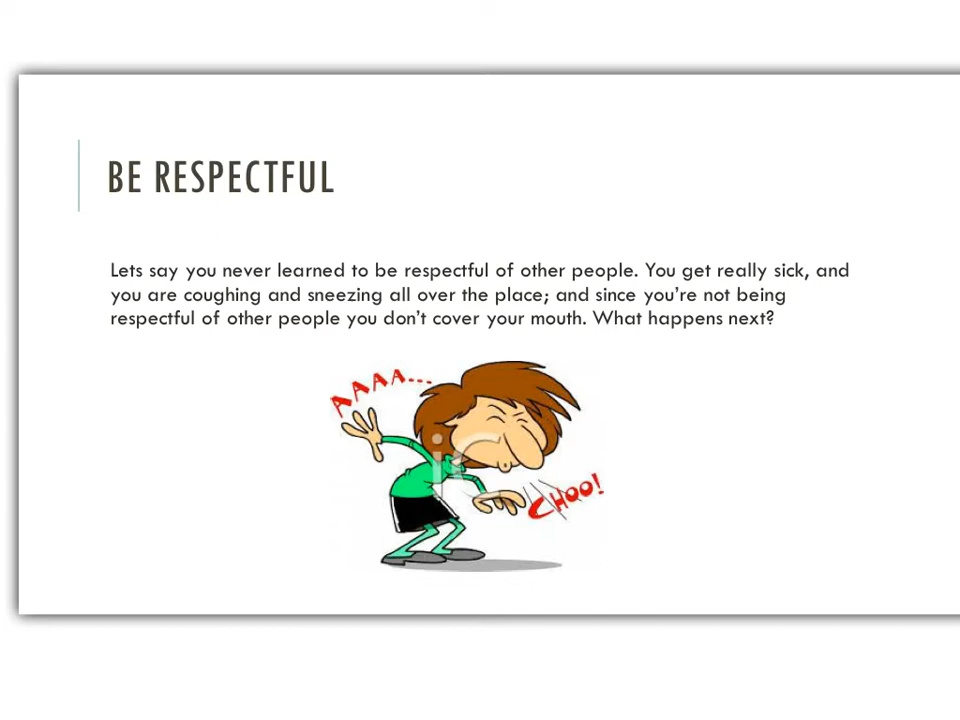 BE RESPECTFUL
Lets say you never learned to be respectful of other people. You get really sick, and
you are coughing and sneezing all over the place; and since you’re not being
respectful of other people you don’t cover your mouth. What happens next?
AAAA...
CHOO!